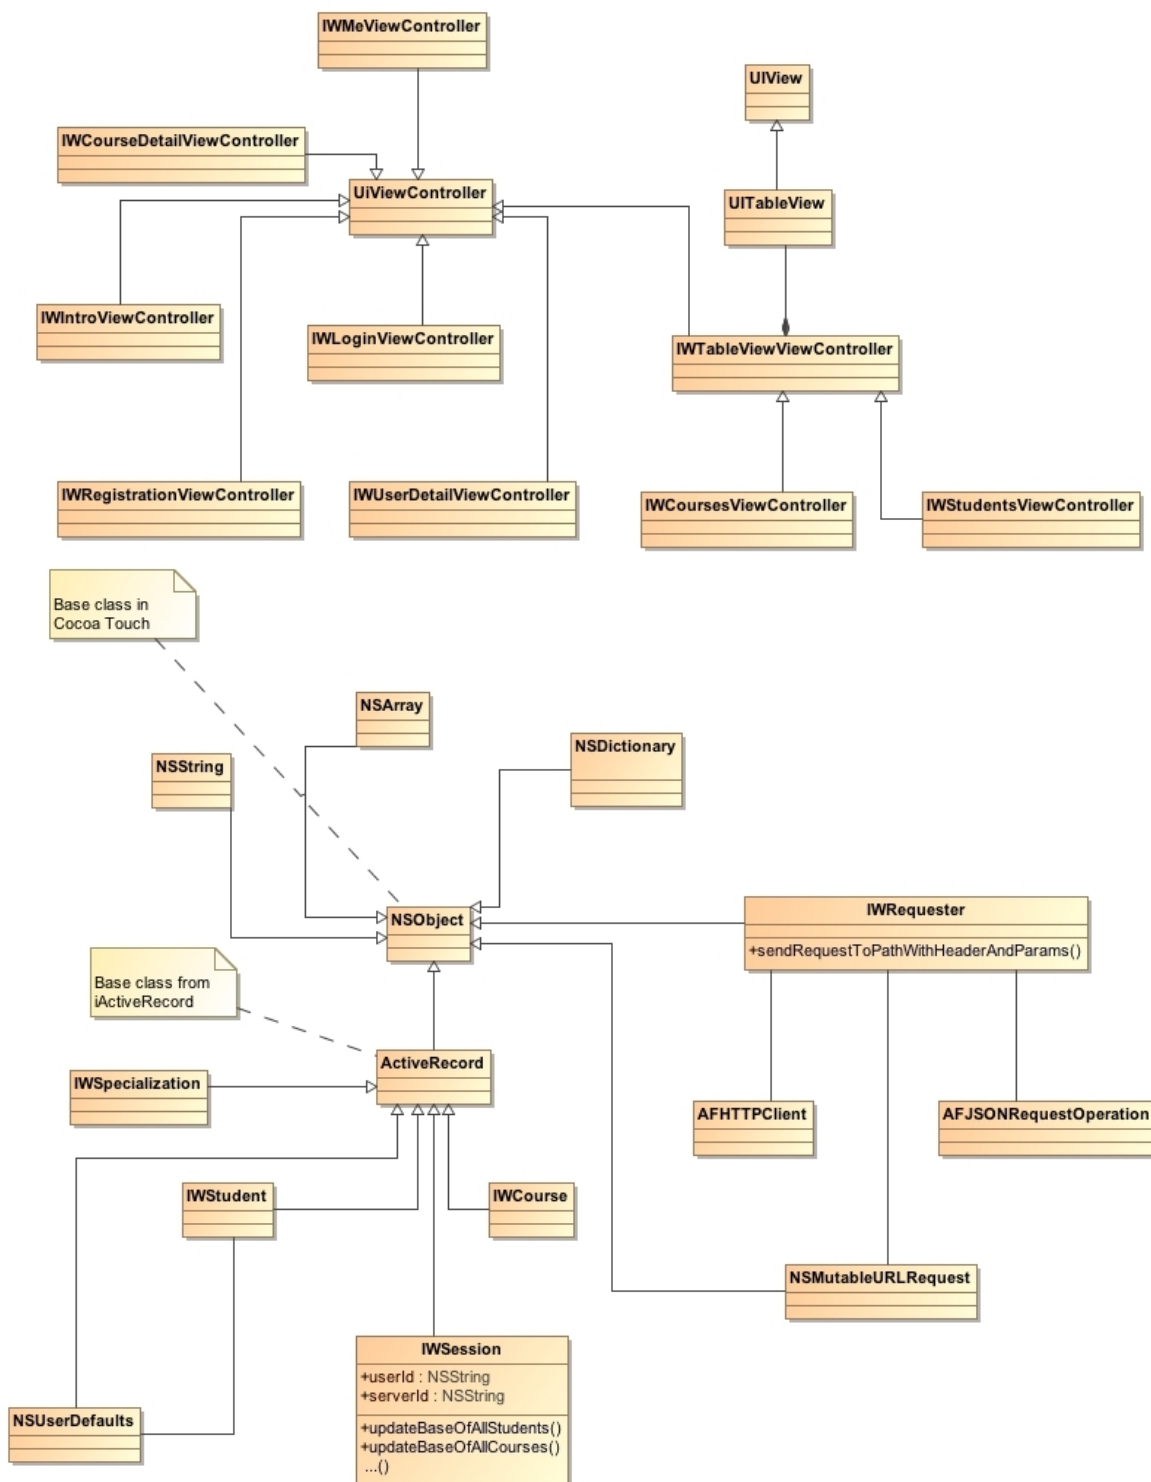 IWMeViewController
UIView
IWCourseDetailViewController
UiViewController
UITableView
IWIntroViewController
IWLoginViewController
IWTableViewViewController
IWRegistrationViewController
IWUserDetailViewController
IWCoursesViewController
IWStudentsViewController
Base class in
Cocoa Touch
NSArray
NSString
NSDictionary
NSObject
IWRequester
+sendRequestToPathWithHeaderAndParams()
Base class from
iActiveRecord
ActiveRecord
IWSpecialization
AFHTTPClient
AFJSONRequestOperation
IWStudent
IWCourse
NSMutableURLRequest
IWSession
+userId : NSString
+serverId : NSString
+updateBaseOfAllStudents()
+updateBaseOfAllCourses()
...()
NSUserDefaults